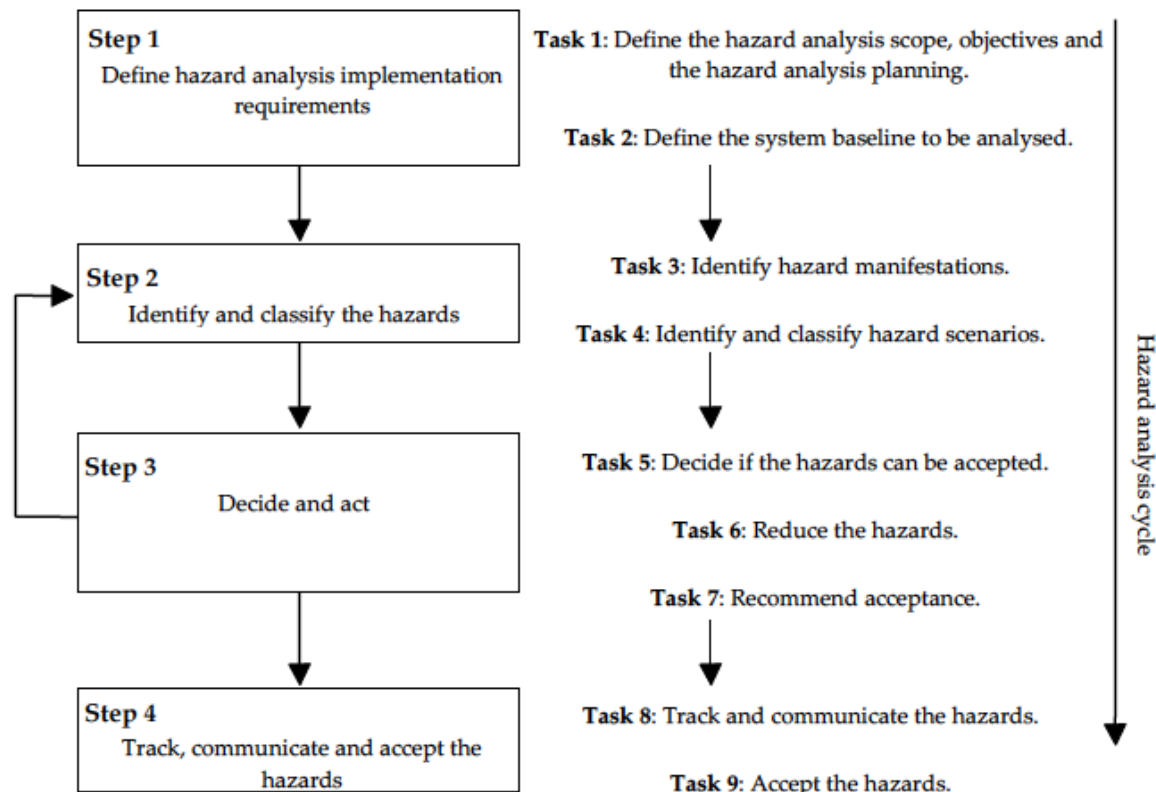 Step 1
Define hazard analysis implementation
requirements
Task 1: Define the hazard analysis scope, objectives and
the hazard analysis planning.
Task 2: Define the system baseline to be analysed.
Step 2
Identify and classify the hazards
Task 3: Identify hazard manifestations.
Task 4: Identify and classify hazard scenarios.
Step 3
Decide and act
Task 5: Decide if the hazards can be accepted.
Task 6: Reduce the hazards.
Task 7: Recommend acceptance.
Step 4
Track, communicate and accept the
hazards
Task 8: Track and communicate the hazards.
Task 9: Accept the hazards.
Hazard analysis cycle